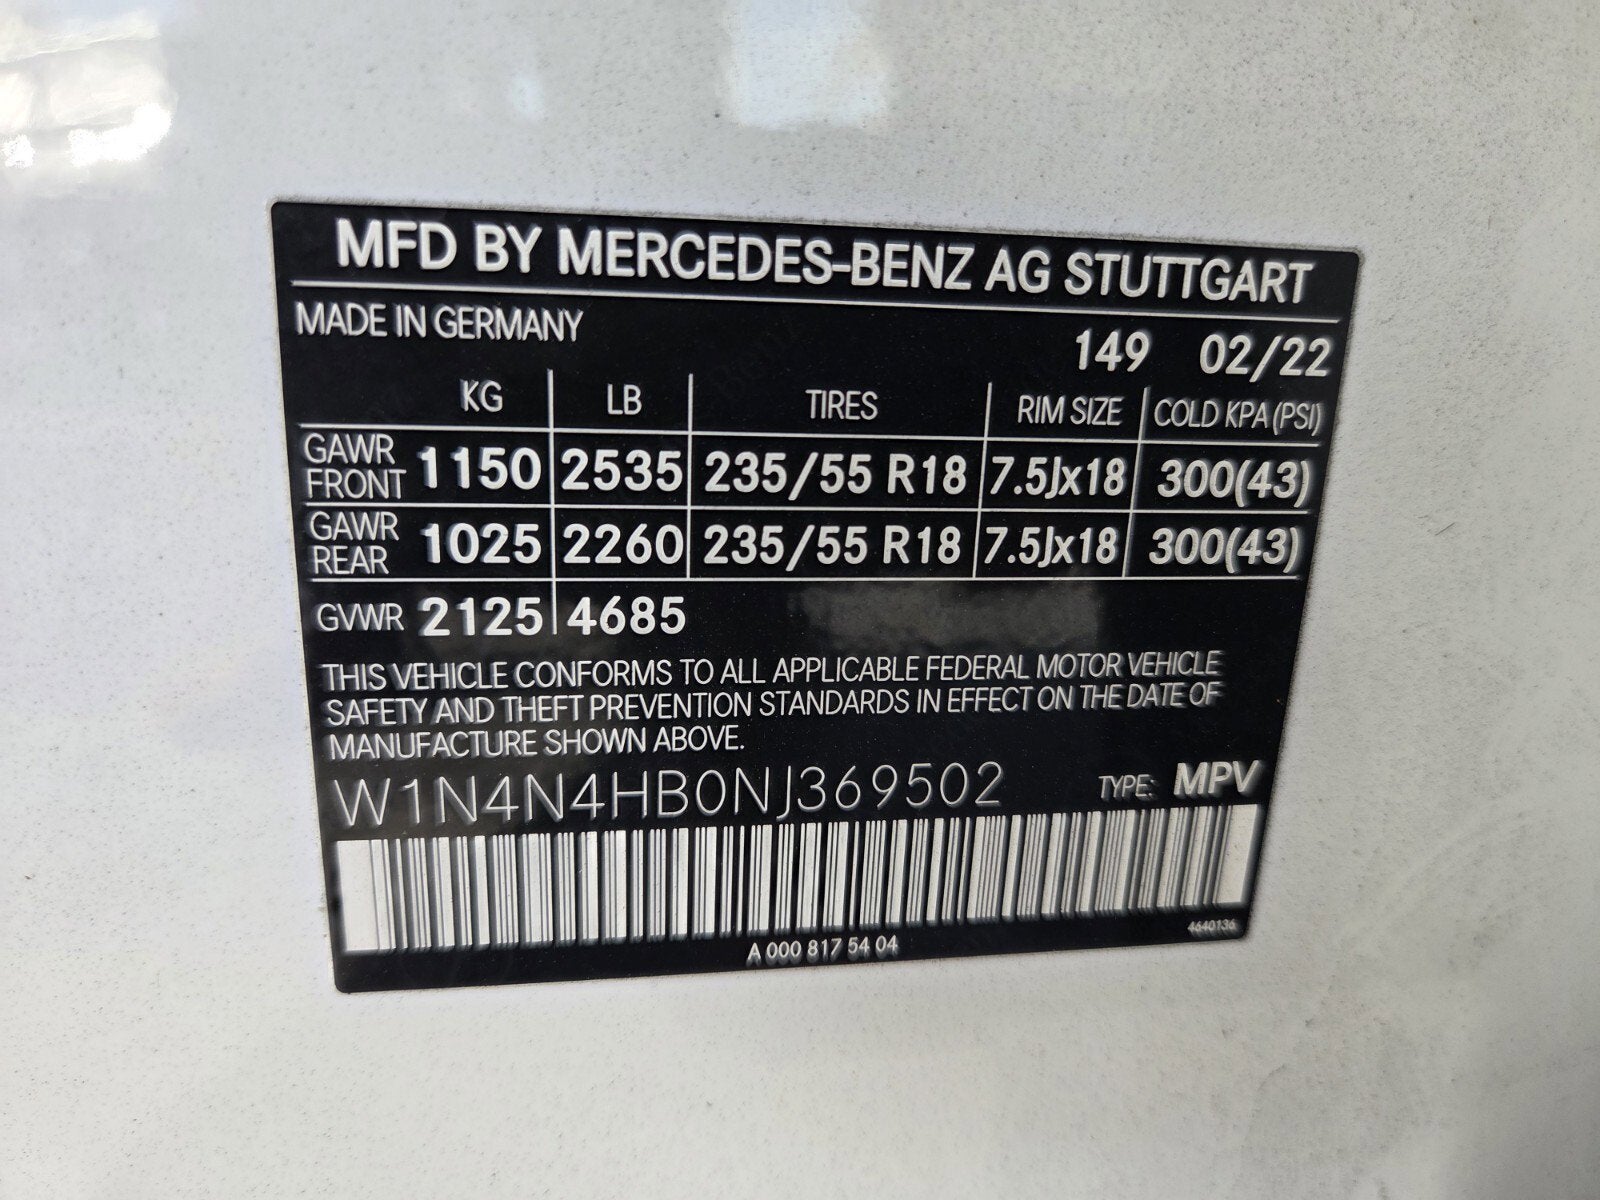 MFD BY MERCEDES-BENZ AG STUTTGART
MADE IN GERMANY
149 02/22
KG LB TIRES RIM SIZE COLD KPA (PSI)
GAWR FRONT 1150 2535 235/55 R18 7.5Jx18 300(43)
GAWR REAR 1025 2260 235/55 R18 7.5Jx18 300(43)
GVWR 2125 4685
THIS VEHICLE CONFORMS TO ALL APPLICABLE FEDERAL MOTOR VEHICLE
SAFETY AND THEFT PREVENTION STANDARDS IN EFFECT ON THE DATE OF
MANUFACTURE SHOWN ABOVE.
W1N4N4HB0NJ369502 TYPE: MPV
A 000 817 54 04
4640136